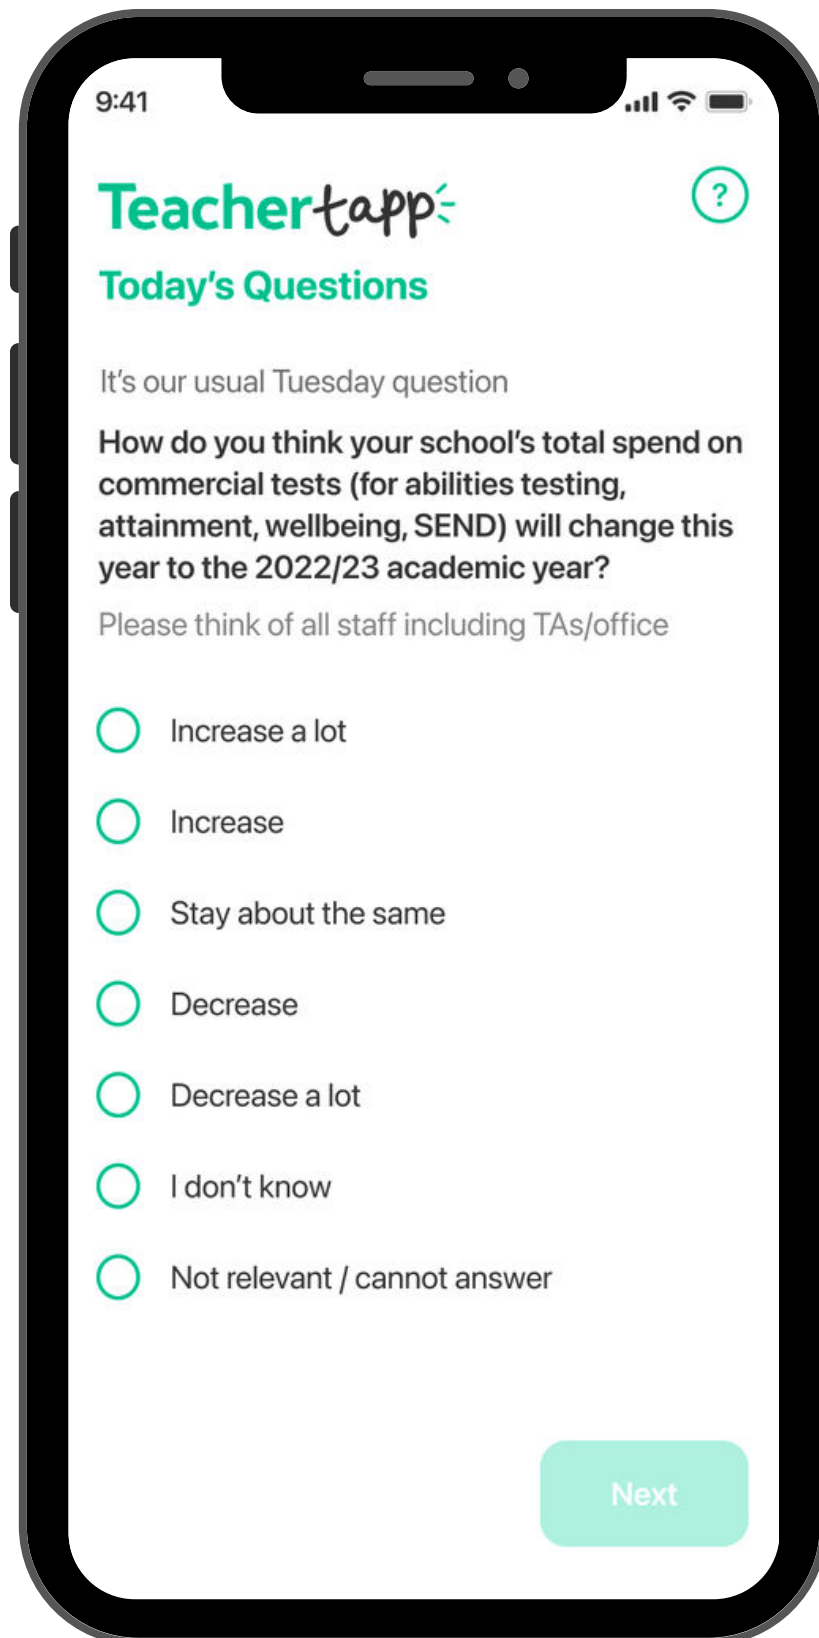 9:41
Teachertapp
?
Today's Questions
It's our usual Tuesday question
How do you think your school's total spend on
commercial tests (for abilities testing,
attainment, wellbeing, SEND) will change this
year to the 2022/23 academic year?
Please think of all staff including TAs/office
Increase a lot
Increase
Stay about the same
Decrease
Decrease a lot
I don't know
Not relevant / cannot answer
Next